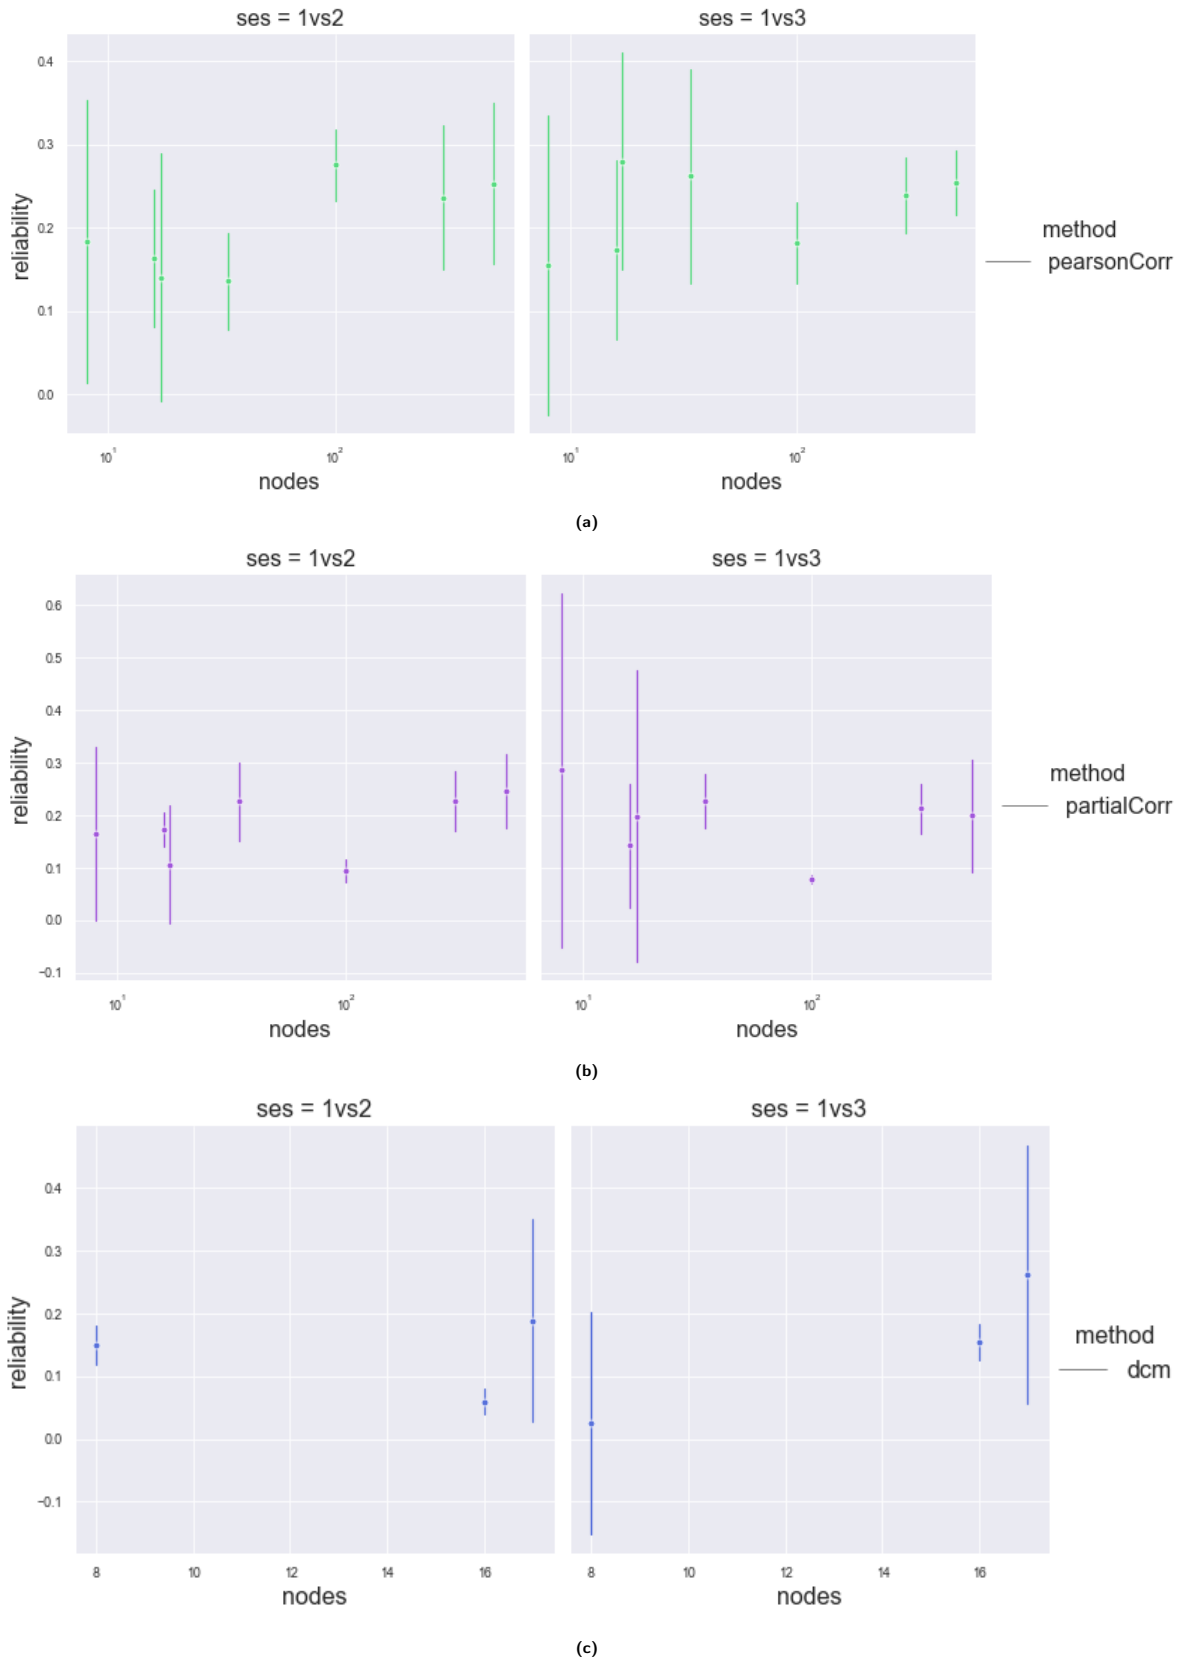 ses = 1vs2 ses = 1vs3
0.4
0.3
0.2
0.1
0.0
reliability
10¹ 10² 10¹ 10²
nodes nodes
method
pearsonCorr
(a)
ses = 1vs2 ses = 1vs3
0.6
0.5
0.4
0.3
0.2
0.1
0.0
−0.1
reliability
10¹ 10² 10¹ 10²
nodes nodes
method
partialCorr
(b)
ses = 1vs2 ses = 1vs3
0.4
0.3
0.2
0.1
0.0
−0.1
reliability
8 10 12 14 16 8 10 12 14 16
nodes nodes
method
dcm
(c)